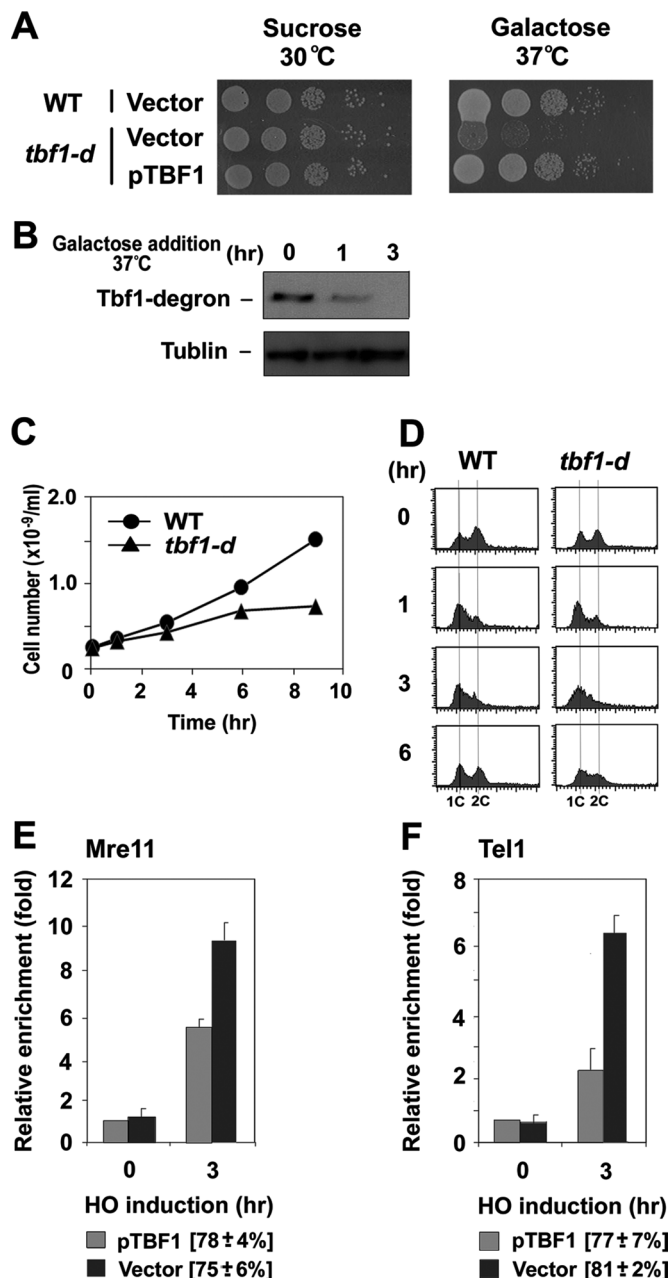 A
Sucrose
30°C
Galactose
37°C
WT
Vector
tbf1-d
Vector
pTBF1
B
Galactose addition
37°C
(hr)
0 1 3
Tbf1-degron –
Tublin –
C
Cell number (x10-9/ml)
2.0
1.0
0
WT
tbf1-d
0 2 4 6 8 10
Time (hr)
D
(hr)
WT
tbf1-d
0
1
3
6
1C 2C 1C 2C
E
Mre11
Relative enrichment (fold)
12
10
8
6
4
2
0
0 3
HO induction (hr)
pTBF1 [78±4%]
Vector [75±6%]
F
Tel1
Relative enrichment (fold)
8
6
4
2
0
0 3
HO induction (hr)
pTBF1 [77±7%]
Vector [81±2%]